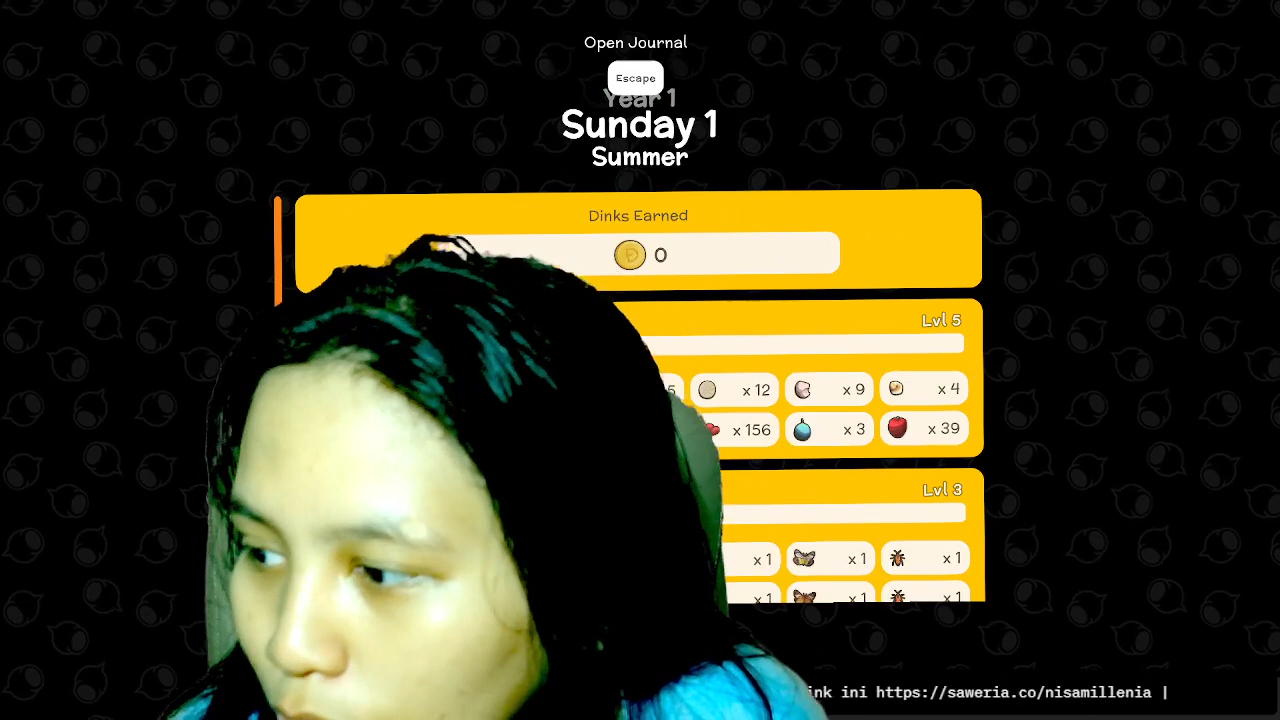 Open Journal
Escape
Year 1
Sunday 1
Summer
Dinks Earned
0
Lvl 5
x 12
x 9
x 4
x 156
x 3
x 39
Lvl 3
x 1
x 1
x 1
x 1
x 1
x 1
ini https://saweria.co/nisamillenia |